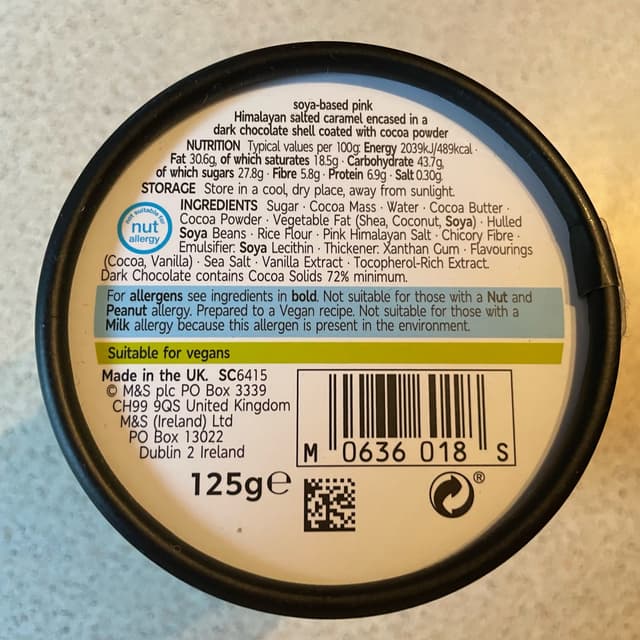 soya-based pink
Himalayan salted caramel encased in a
dark chocolate shell coated with cocoa powder
NUTRITION Typical values per 100g: Energy 2039kJ/489kcal ·
Fat 30.6g, of which saturates 18.5g · Carbohydrate 43.7g,
of which sugars 27.8g · Fibre 5.8g · Protein 6.9g · Salt 0.30g.
STORAGE Store in a cool, dry place, away from sunlight.
not suitable for
nut
allergy
INGREDIENTS Sugar · Cocoa Mass · Water · Cocoa Butter ·
Cocoa Powder · Vegetable Fat (Shea, Coconut, Soya) · Hulled
Soya Beans · Rice Flour · Pink Himalayan Salt · Chicory Fibre ·
Emulsifier: Soya Lecithin · Thickener: Xanthan Gum · Flavourings
(Cocoa, Vanilla) · Sea Salt · Vanilla Extract · Tocopherol-Rich Extract.
Dark Chocolate contains Cocoa Solids 72% minimum.
For allergens see ingredients in bold. Not suitable for those with a Nut and
Peanut allergy. Prepared to a Vegan recipe. Not suitable for those with a
Milk allergy because this allergen is present in the environment.
Suitable for vegans
Made in the UK. SC6415
© M&S plc PO Box 3339
CH99 9QS United Kingdom
M&S (Ireland) Ltd
PO Box 13022
Dublin 2 Ireland
M 0636 018 S
125g℮
®